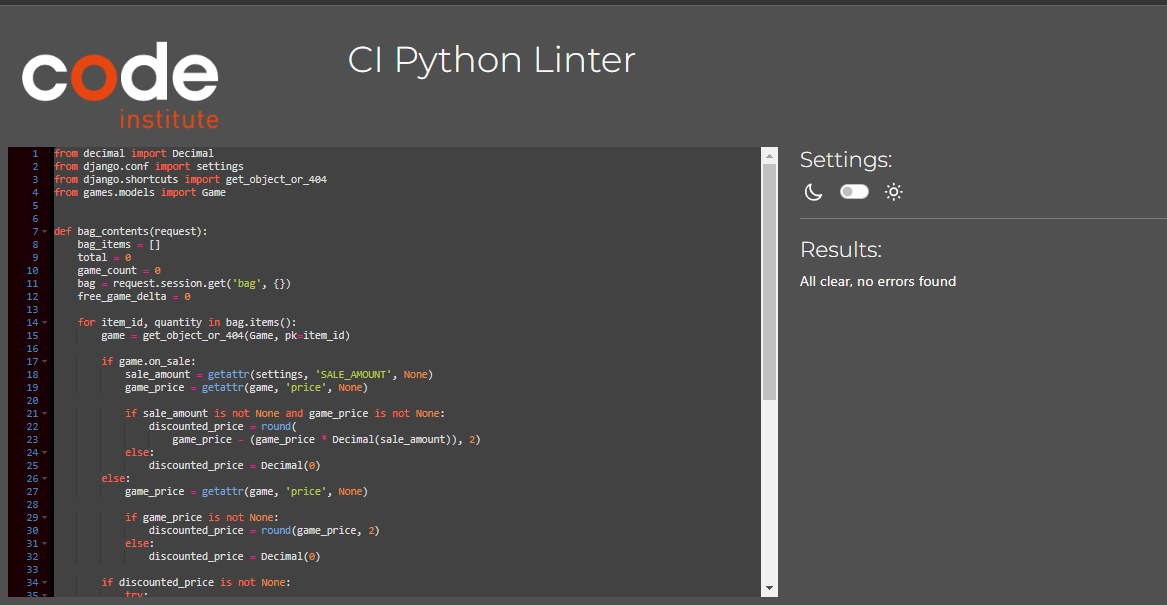 code
institute
CI Python Linter
1 from decimal import Decimal
2 from django.conf import settings
3 from django.shortcuts import get_object_or_404
4 from games.models import Game
5
6
7 def bag_contents(request):
8     bag_items = []
9     total = 0
10     game_count = 0
11     bag = request.session.get('bag', {})
12     free_game_delta = 0
13
14     for item_id, quantity in bag.items():
15         game = get_object_or_404(Game, pk=item_id)
16
17         if game.on_sale:
18             sale_amount = getattr(settings, 'SALE_AMOUNT', None)
19             game_price = getattr(game, 'price', None)
20
21             if sale_amount is not None and game_price is not None:
22                 discounted_price = round(
23                     game_price - (game_price * Decimal(sale_amount)), 2)
24             else:
25                 discounted_price = Decimal(0)
26         else:
27             game_price = getattr(game, 'price', None)
28
29             if game_price is not None:
30                 discounted_price = round(game_price, 2)
31             else:
32                 discounted_price = Decimal(0)
33
34         if discounted_price is not None:
35             try:
Settings:
Results:
All clear, no errors found